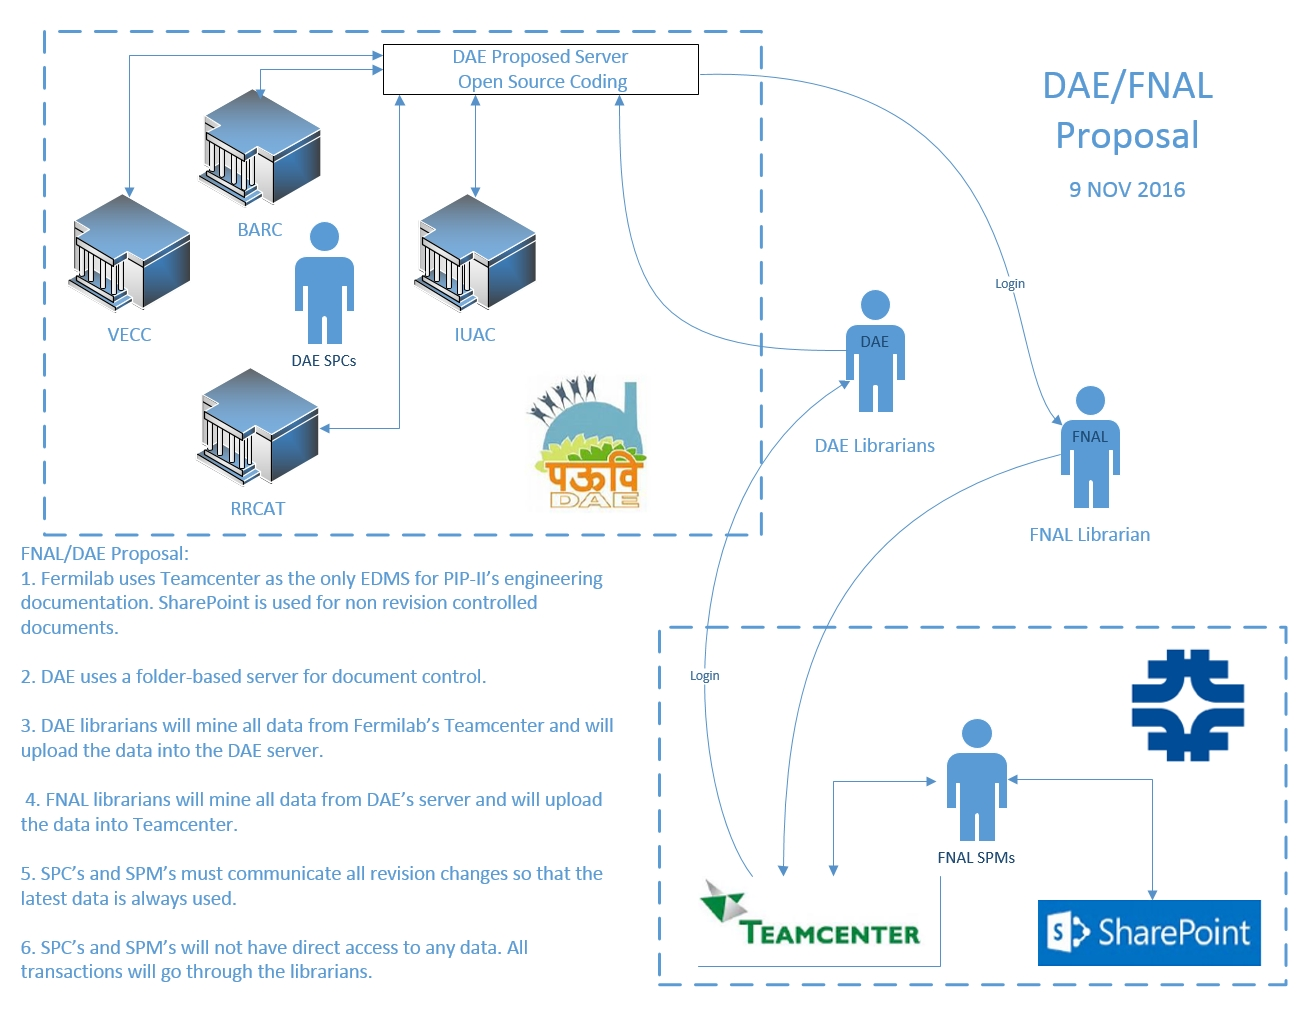 DAE Proposed Server
Open Source Coding
DAE/FNAL
Proposal
9 NOV 2016
BARC
VECC
DAE SPCs
IUAC
RRCAT
पऊवि
DAE
Login
DAE
DAE Librarians
FNAL
FNAL Librarian
FNAL/DAE Proposal:
1. Fermilab uses Teamcenter as the only EDMS for PIP-II’s engineering
documentation. SharePoint is used for non revision controlled
documents.
2. DAE uses a folder-based server for document control.
3. DAE librarians will mine all data from Fermilab’s Teamcenter and will
upload the data into the DAE server.
4. FNAL librarians will mine all data from DAE’s server and will upload
the data into Teamcenter.
5. SPC’s and SPM’s must communicate all revision changes so that the
latest data is always used.
6. SPC’s and SPM’s will not have direct access to any data. All
transactions will go through the librarians.
Login
FNAL SPMs
TEAMCENTER
S
SharePoint